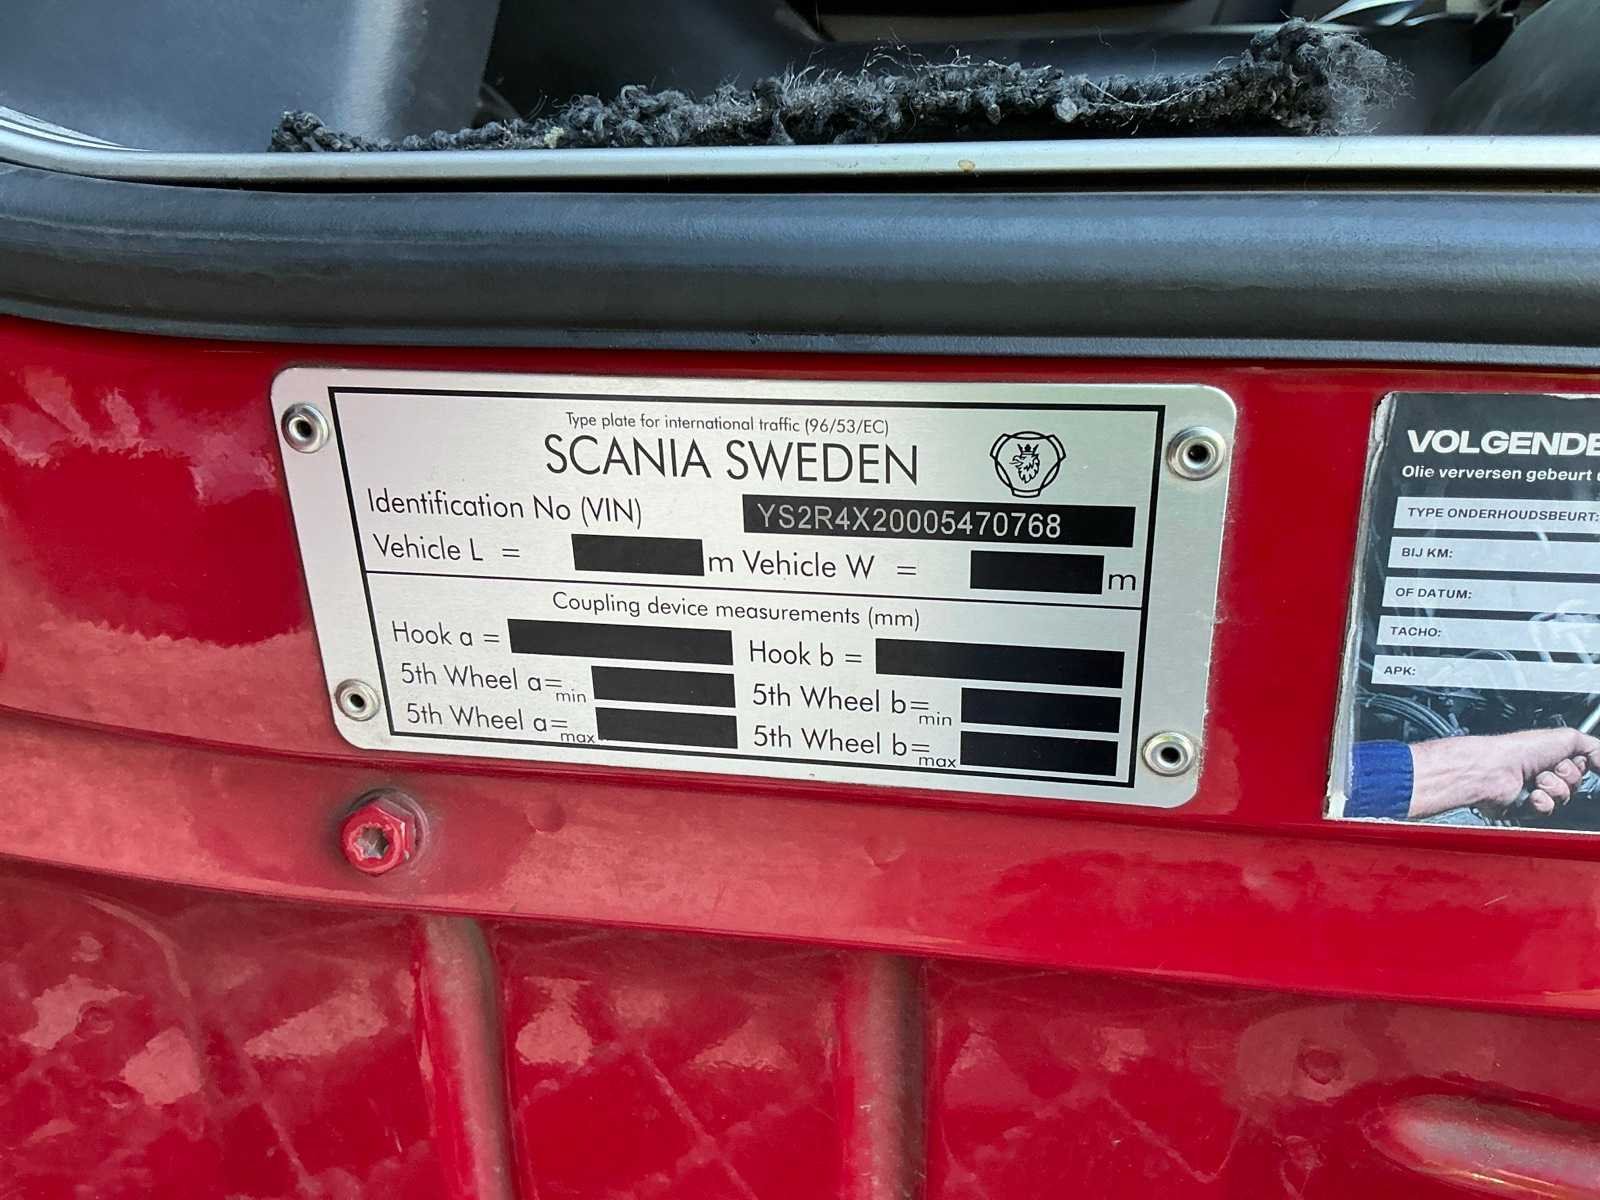 Type plate for international traffic (96/53/EC)
SCANIA SWEDEN
Identification No (VIN) YS2R4X20005470768
Vehicle L = m Vehicle W = m
Coupling device measurements (mm)
Hook a = Hook b =
5th Wheel a= min 5th Wheel b= min
5th Wheel a= max 5th Wheel b= max
VOLGENDE
Olie verversen gebeurt
TYPE ONDERHOUDSBEURT:
BIJ KM:
OF DATUM:
TACHO:
APK: